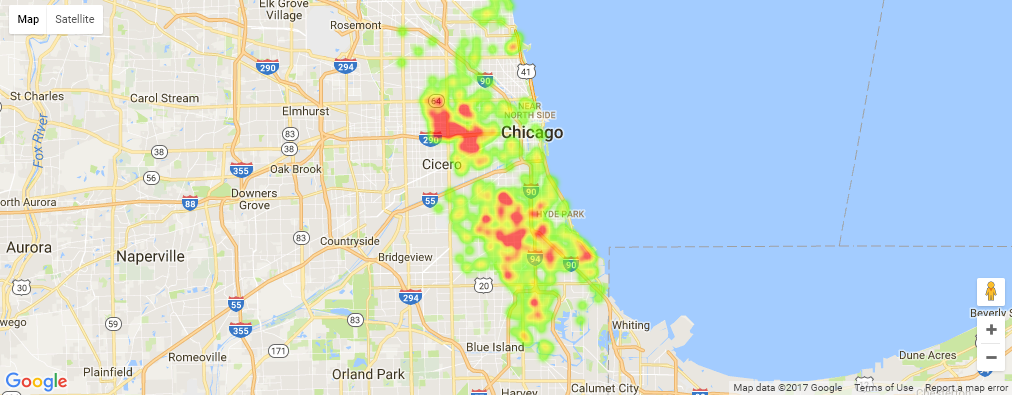 Elk Grove
Village
Map
Satellite
Rosemont
290
294
90
41
St Charles
Carol Stream
64
NEAR
NORTH SIDE
Elmhurst
83
Chicago
290
Fox River
38
38
Cicero
355
Oak Brook
56
Downers
Grove
90
55
88
orth Aurora
HYDE PARK
83
Countryside
Aurora
Naperville
Bridgeview
94
90
30
20
294
55
59
83
wego
355
Whiting
Beverly S
171
Blue Island
Romeoville
Dune Acres
Plainfield
Orland Park
Google
Harvey
Calumet City
Map data ©2017 Google
Terms of Use
Report a map error